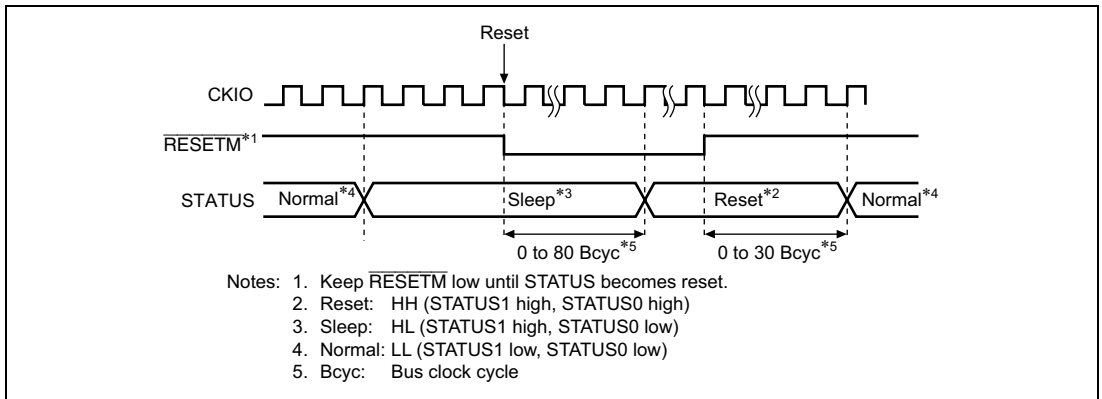 Reset
CKIO
RESETM*1
STATUS Normal*4 Sleep*3 Reset*2 Normal*4
0 to 80 Bcyc*5 0 to 30 Bcyc*5
Notes: 1. Keep RESETM low until STATUS becomes reset.
2. Reset: HH (STATUS1 high, STATUS0 high)
3. Sleep: HL (STATUS1 high, STATUS0 low)
4. Normal: LL (STATUS1 low, STATUS0 low)
5. Bcyc: Bus clock cycle